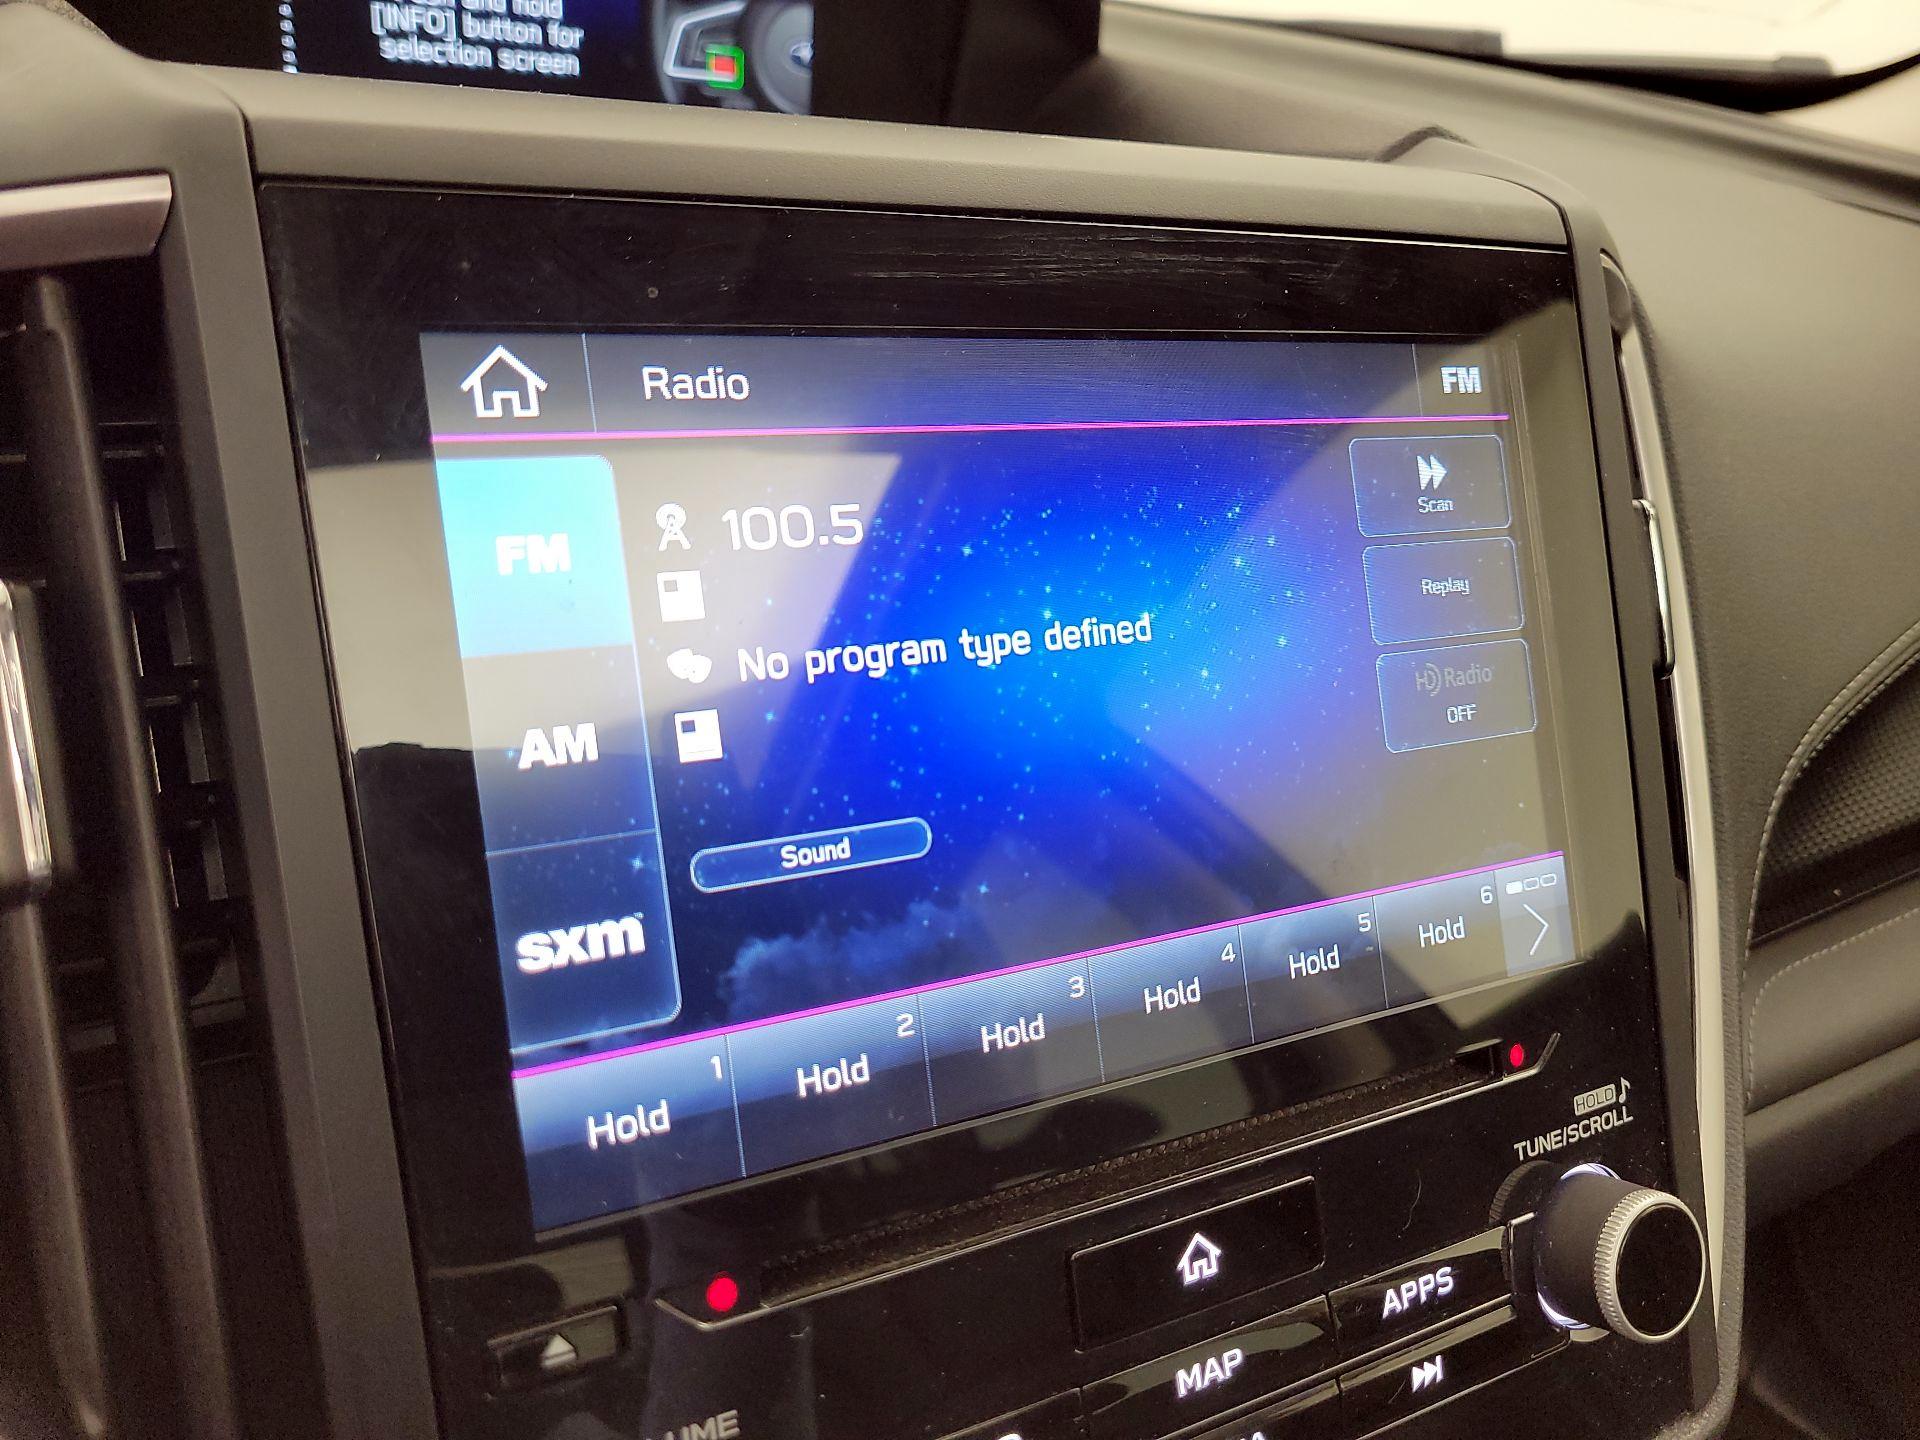 and hold
[INFO] button for
selection screen
Radio
FM
FM
100.5
Scan
Replay
No program type defined
HD Radio
OFF
AM
Sound
sxm
1
Hold
2
Hold
3
Hold
4
Hold
5
Hold
6
Hold
HOLD
TUNE/SCROLL
APPS
MAP